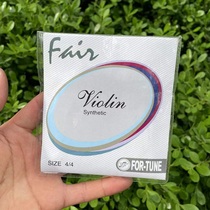 Fair
Violin
Synthetic
SIZE 4/4
FOR-TUNE